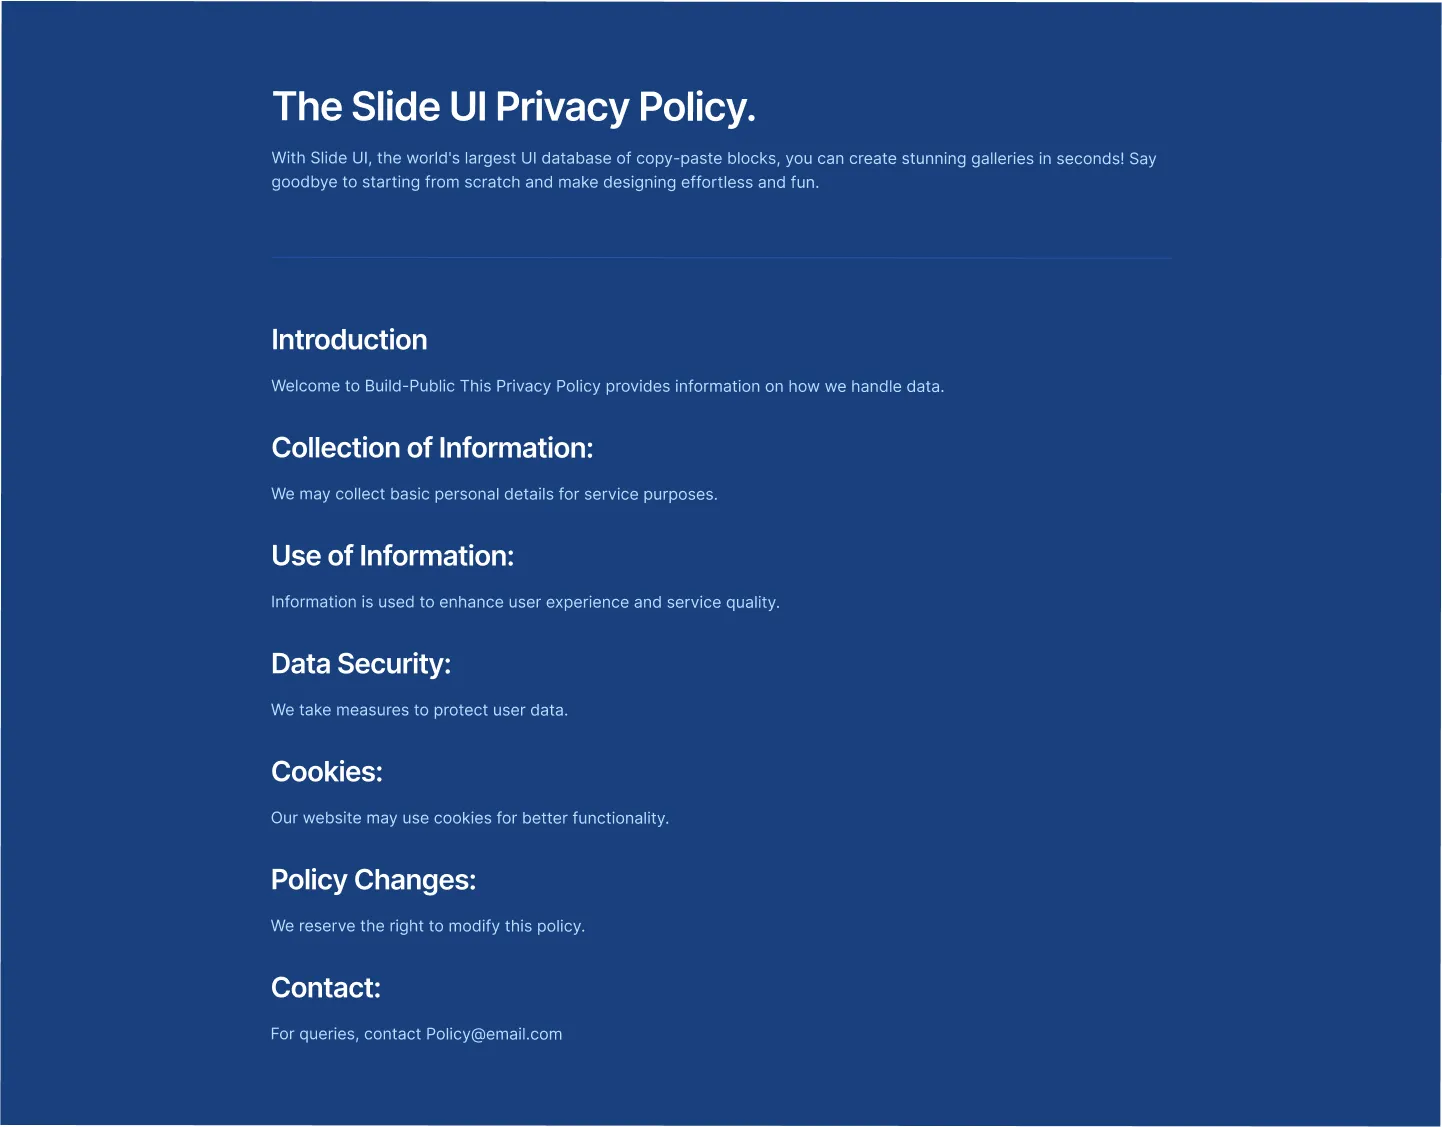 The Slide UI Privacy Policy.
With Slide UI, the world's largest UI database of copy-paste blocks, you can create stunning galleries in seconds! Say
goodbye to starting from scratch and make designing effortless and fun.
Introduction
Welcome to Build-Public This Privacy Policy provides information on how we handle data.
Collection of Information:
We may collect basic personal details for service purposes.
Use of Information:
Information is used to enhance user experience and service quality.
Data Security:
We take measures to protect user data.
Cookies:
Our website may use cookies for better functionality.
Policy Changes:
We reserve the right to modify this policy.
Contact:
For queries, contact Policy@email.com